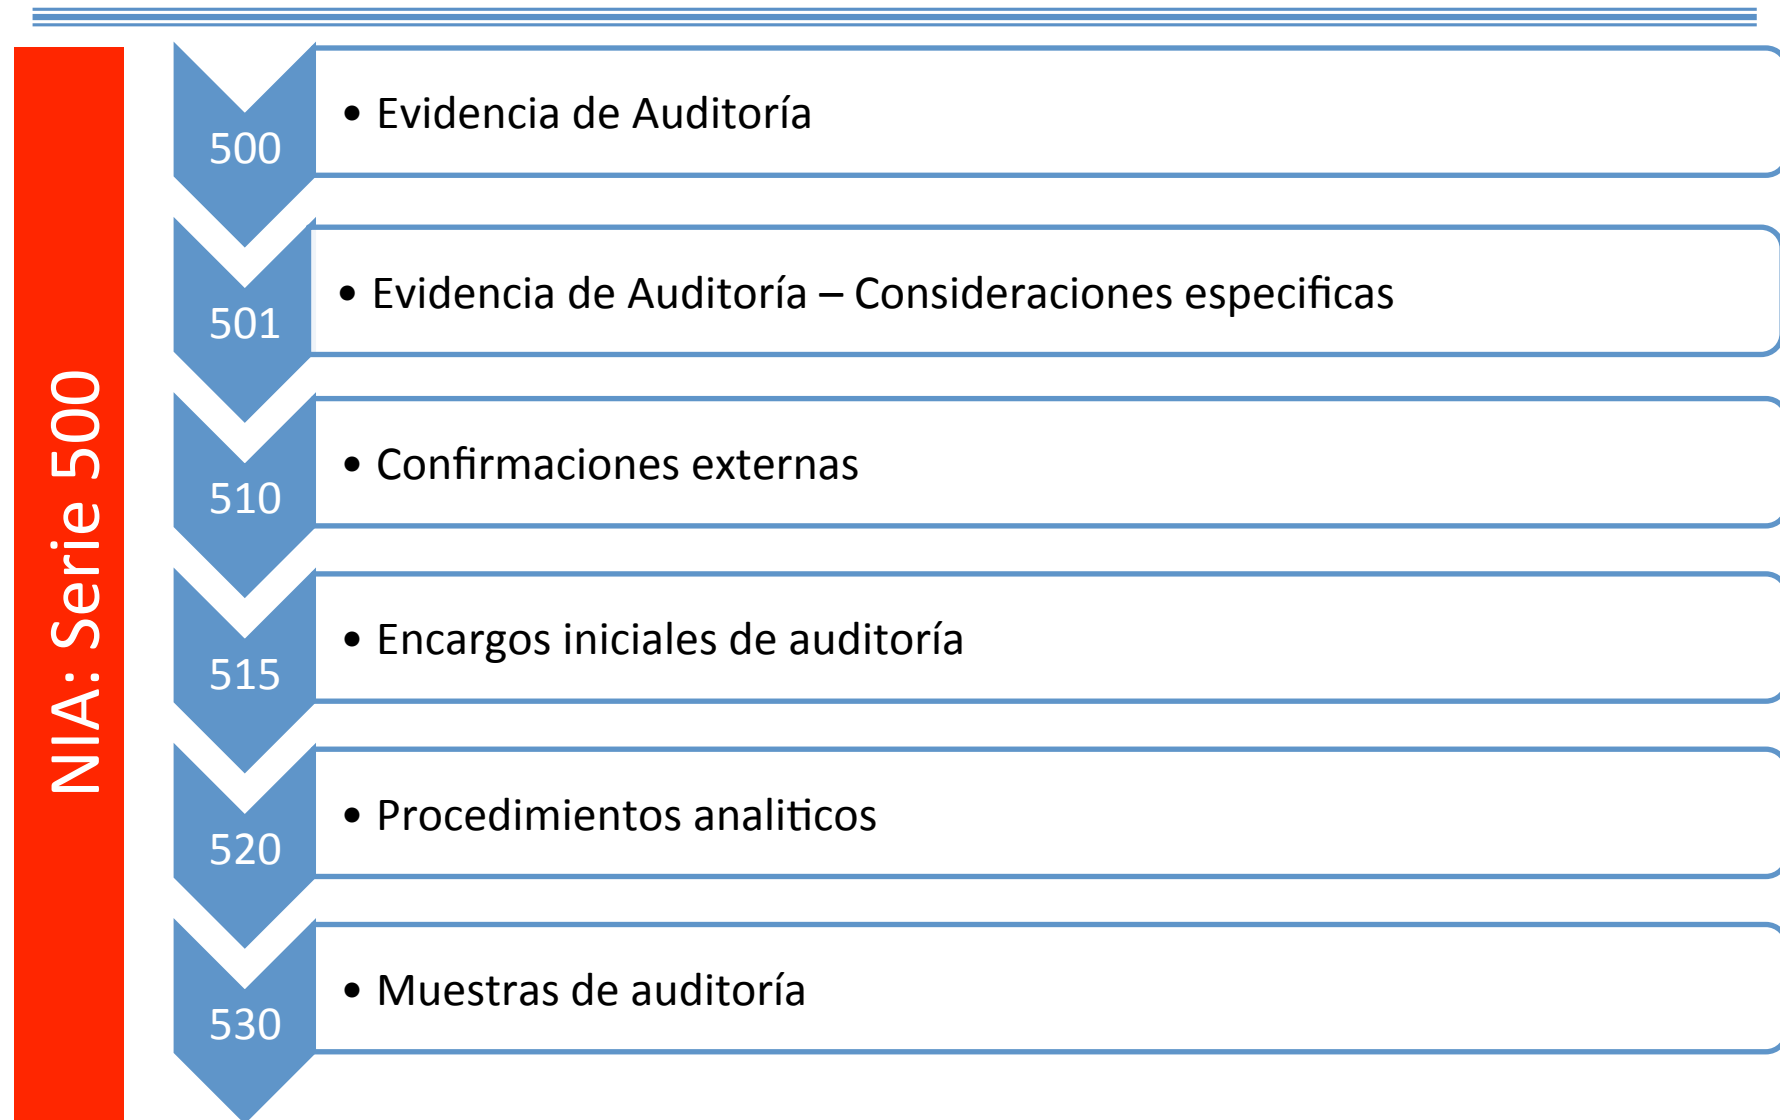 NIA: Serie 500
500
• Evidencia de Auditoría
501
• Evidencia de Auditoría – Consideraciones especificas
510
• Confirmaciones externas
515
• Encargos iniciales de auditoría
520
• Procedimientos analiticos
530
• Muestras de auditoría